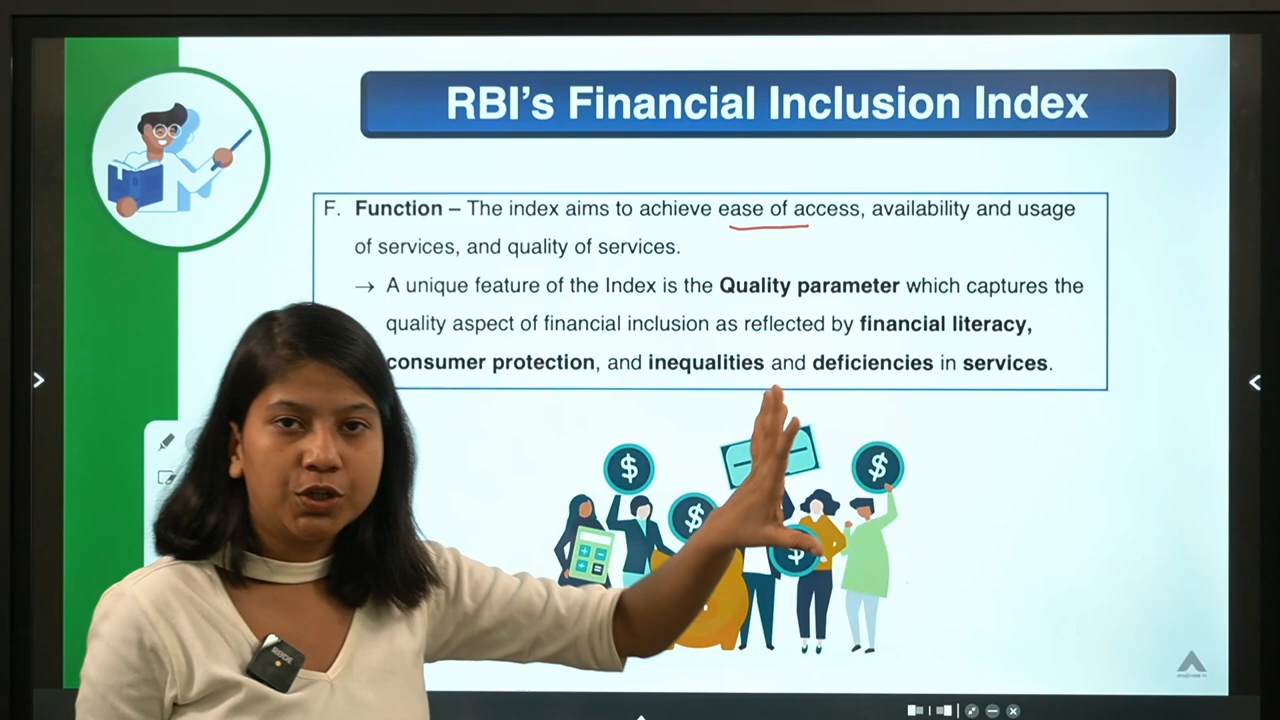 RBI's Financial Inclusion Index
F. Function – The index aims to achieve ease of access, availability and usage
of services, and quality of services.
→ A unique feature of the Index is the Quality parameter which captures the
quality aspect of financial inclusion as reflected by financial literacy,
consumer protection, and inequalities and deficiencies in services.